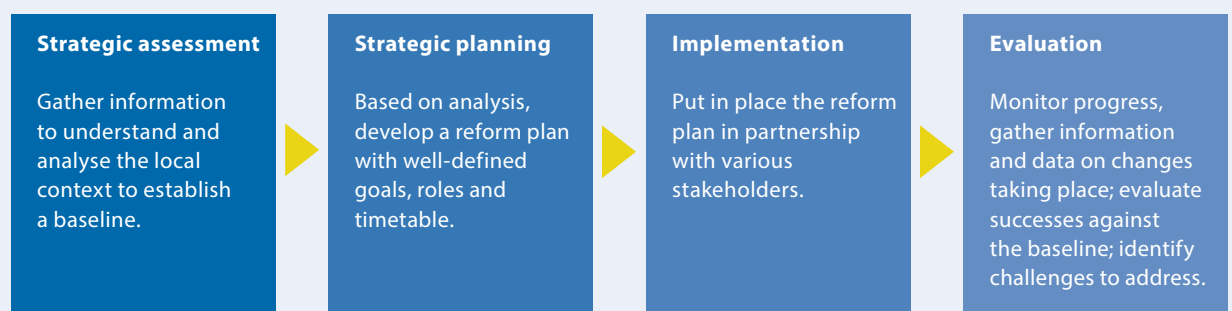 Strategic assessment
Gather information
to understand and
analyse the local
context to establish
a baseline.
Strategic planning
Based on analysis,
develop a reform plan
with well-defined
goals, roles and
timetable.
Implementation
Put in place the reform
plan in partnership
with various
stakeholders.
Evaluation
Monitor progress,
gather information
and data on changes
taking place; evaluate
successes against
the baseline; identify
challenges to address.